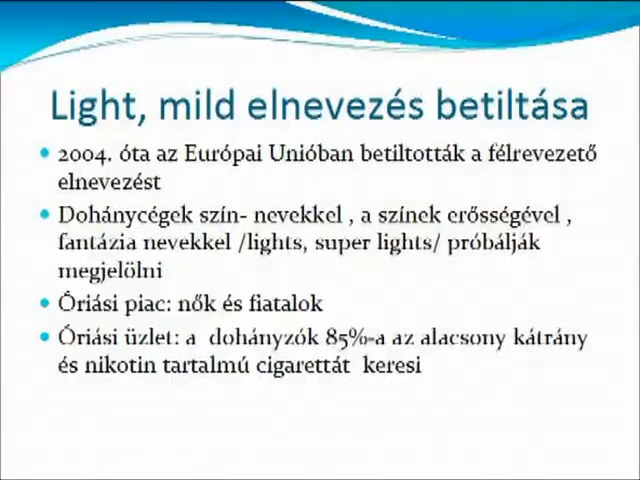 Light, mild elnevezés betiltása
2004. óta az Európai Unióban betiltották a félrevezető
elnevezést
Dohánycégek szín- nevekkel , a színek erősségével ,
fantázia nevekkel /lights, super lights/ próbálják
megjelölni
Óriási piac: nők és fiatalok
Óriási üzlet: a dohányzók 85%-a az alacsony kátrány
és nikotin tartalmú cigarettát keresi